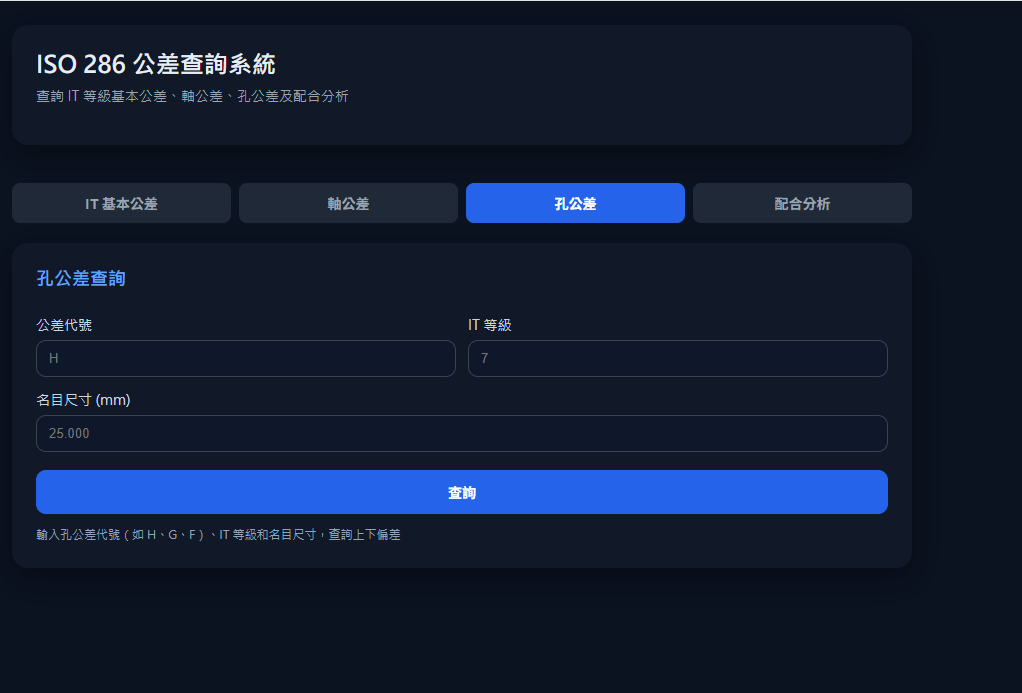 ISO 286 公差查詢系統
查詢 IT 等級基本公差、軸公差、孔公差及配合分析
IT 基本公差
軸公差
孔公差
配合分析
孔公差查詢
公差代號
IT 等級
H
7
名目尺寸 (mm)
25.000
查詢
輸入孔公差代號 ( 如 H、G、F ) 、IT 等級和名目尺寸，查詢上下偏差